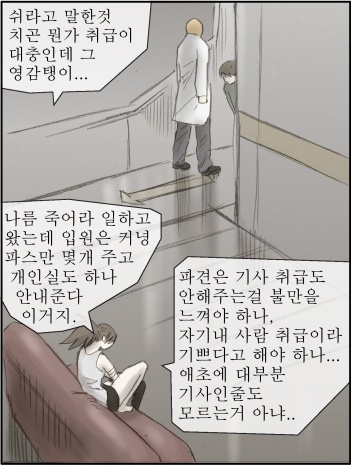 쉬라고 말한것
치곤 뭔가 취급이
대충인데 그
영감탱이...
나름 죽어라 일하고
왔는데 입원은 커녕
파스만 몇개 주고
개인실도 하나
안내준다
이거지.
파견은 기사 취급도
안해주는걸 불만을
느껴야 하나,
자기내 사람 취급이라
기쁘다고 해야 하나...
애초에 대부분
기사인줄도
모르는거 아냐..